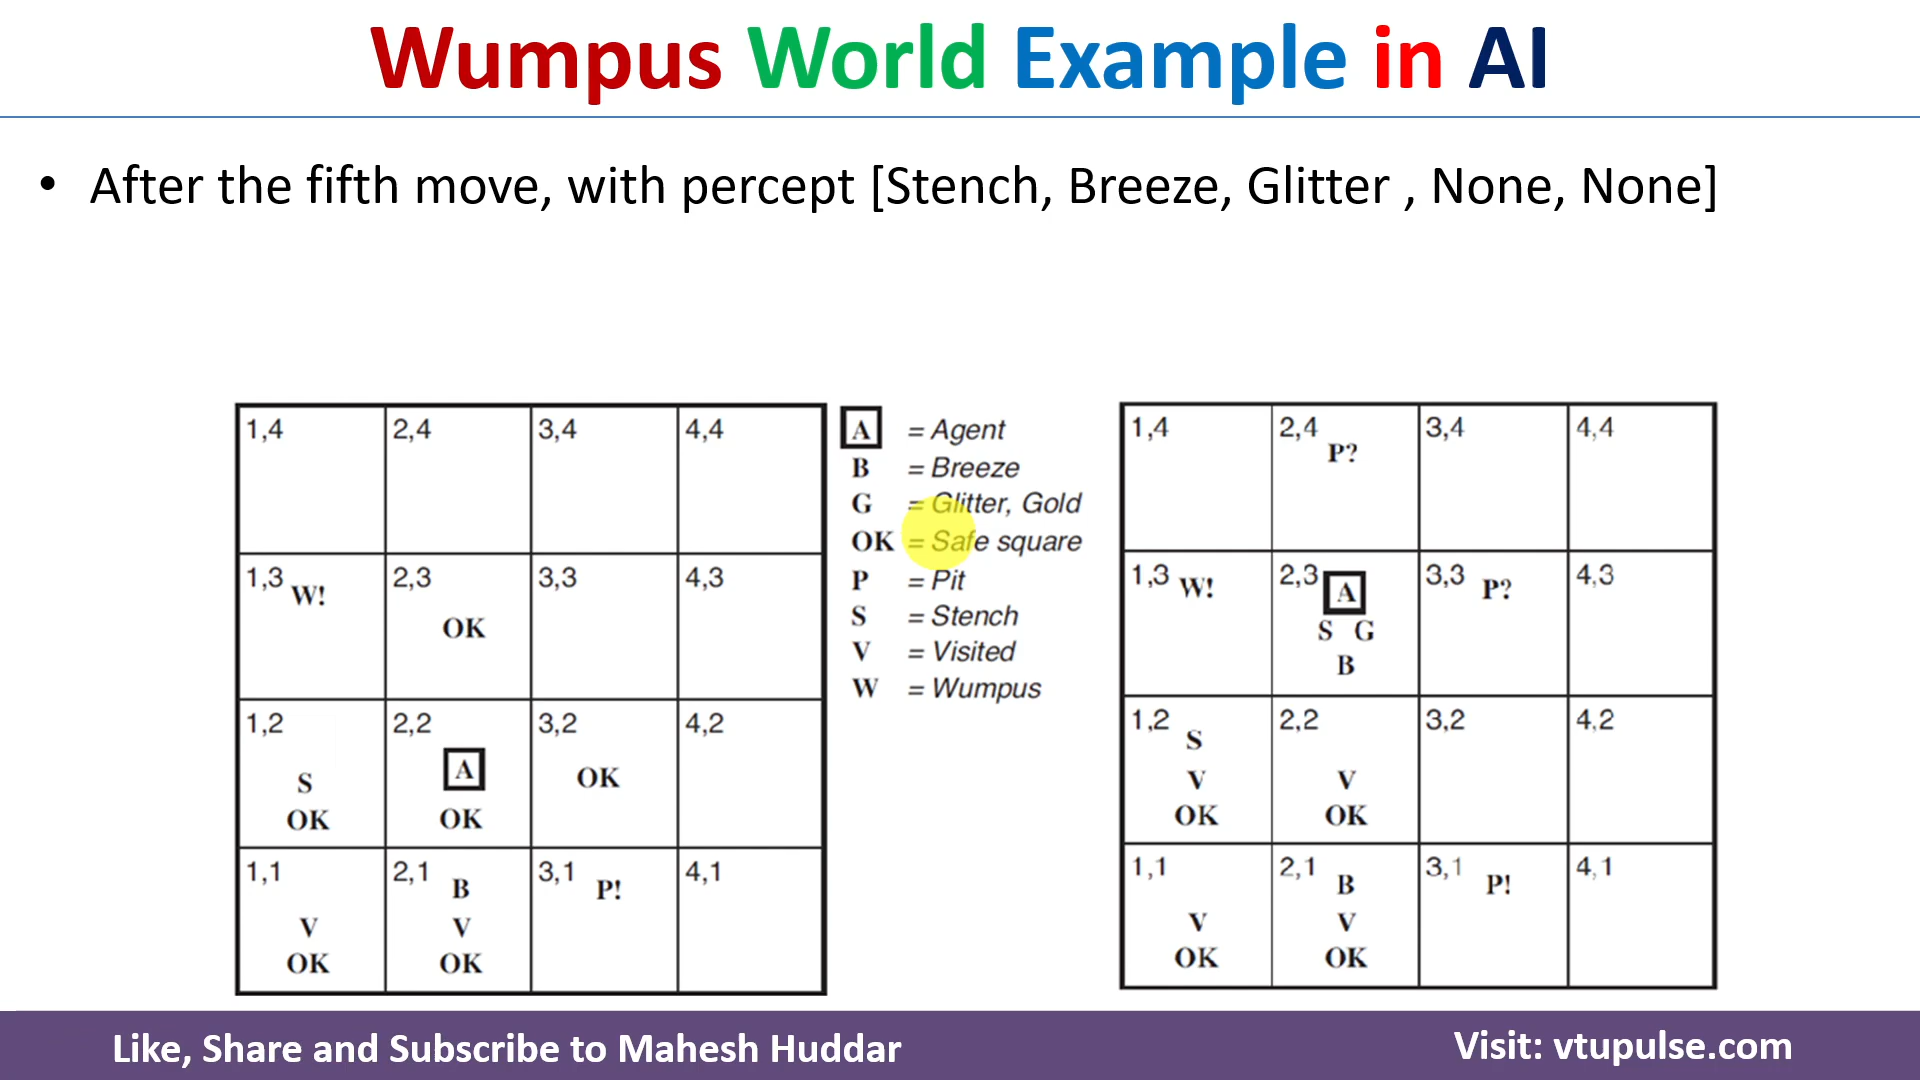 Wumpus World Example in AI
• After the fifth move, with percept [Stench, Breeze, Glitter , None, None]
1,4 2,4 3,4 4,4
1,3 W! 2,3 OK 3,3 4,3
1,2 S OK 2,2 A OK 3,2 OK 4,2
1,1 V OK 2,1 B V OK 3,1 P! 4,1
A = Agent
B = Breeze
G = Glitter, Gold
OK = Safe square
P = Pit
S = Stench
V = Visited
W = Wumpus
1,4 2,4 P? 3,4 4,4
1,3 W! 2,3 A S G B 3,3 P? 4,3
1,2 S V OK 2,2 V OK 3,2 4,2
1,1 V OK 2,1 B V OK 3,1 P! 4,1
Like, Share and Subscribe to Mahesh Huddar
Visit: vtupulse.com